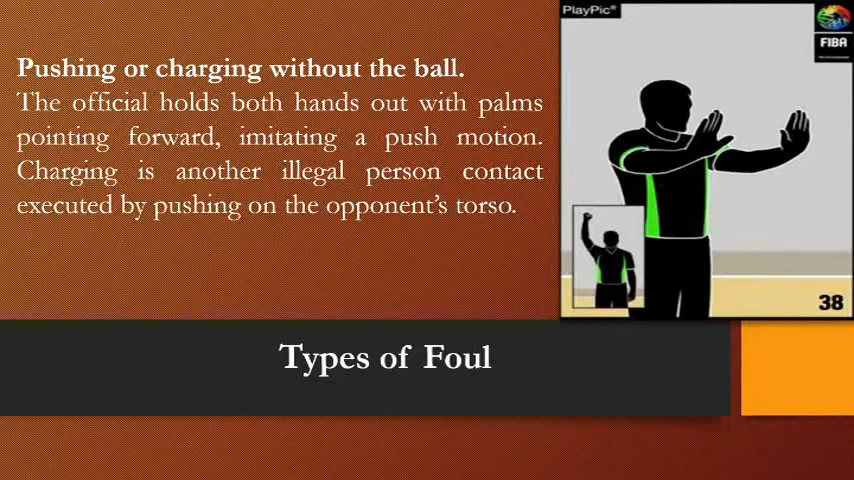 PlayPic®
FIBA
Pushing or charging without the ball.
The official holds both hands out with palms
pointing forward, imitating a push motion.
Charging is another illegal person contact
executed by pushing on the opponent’s torso.
38
Types of Foul